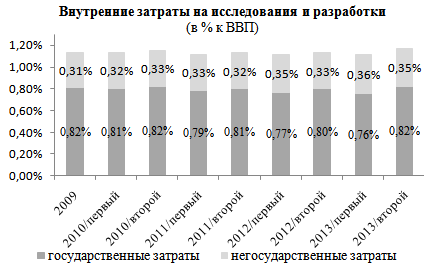 Внутренние затраты на исследования и разработки
(в % к ВВП)
1,20%
1,00%
0,80%
0,60%
0,40%
0,20%
0,00%
0,31% 0,32% 0,33% 0,33% 0,32% 0,35% 0,33% 0,36% 0,35%
0,82% 0,81% 0,82% 0,79% 0,81% 0,77% 0,80% 0,76% 0,82%
2009 2010/первый 2010/второй 2011/первый 2011/второй 2012/первый 2012/второй 2013/первый 2013/второй
государственные затраты негосударственные затраты